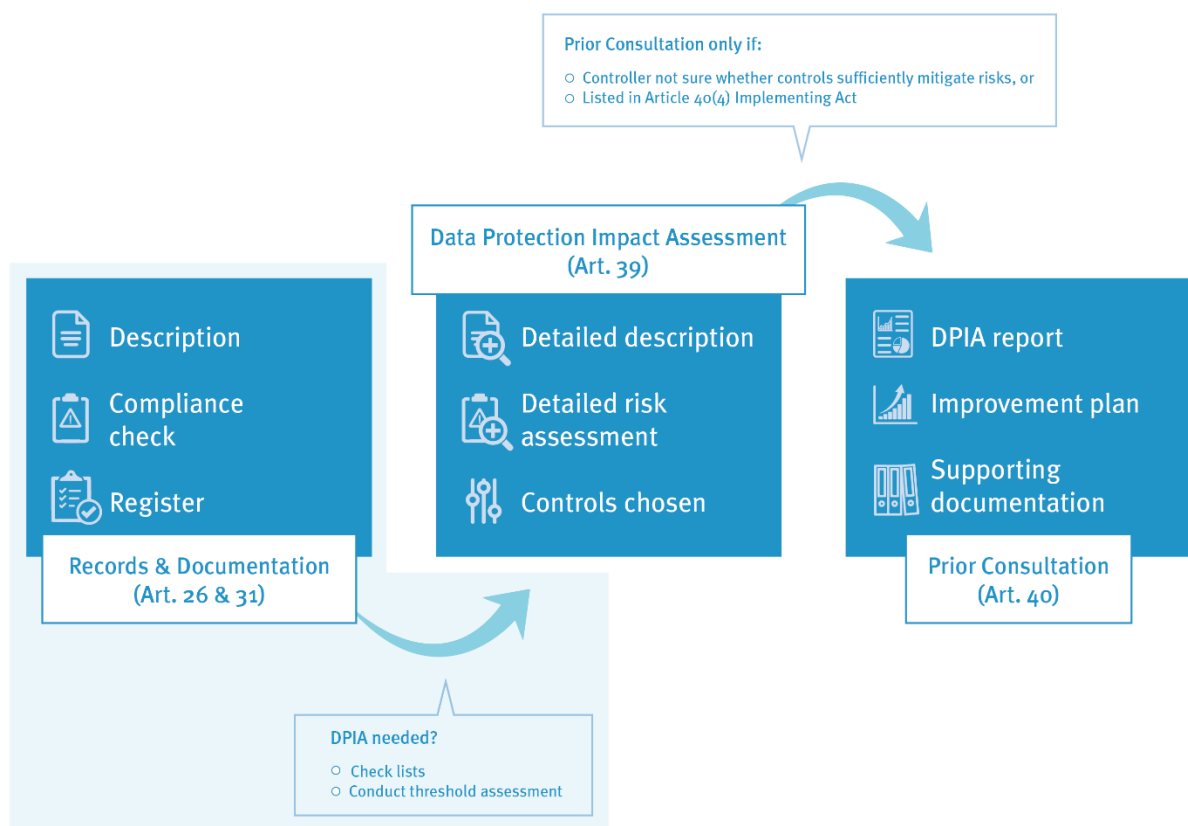 Prior Consultation only if:
Controller not sure whether controls sufficiently mitigate risks, or
Listed in Article 40(4) Implementing Act
Data Protection Impact Assessment
(Art. 39)
Description
Compliance
check
Register
Records & Documentation
(Art. 26 & 31)
Detailed description
Detailed risk
assessment
Controls chosen
DPIA report
Improvement plan
Supporting
documentation
Prior Consultation
(Art. 40)
DPIA needed?
Check lists
Conduct threshold assessment